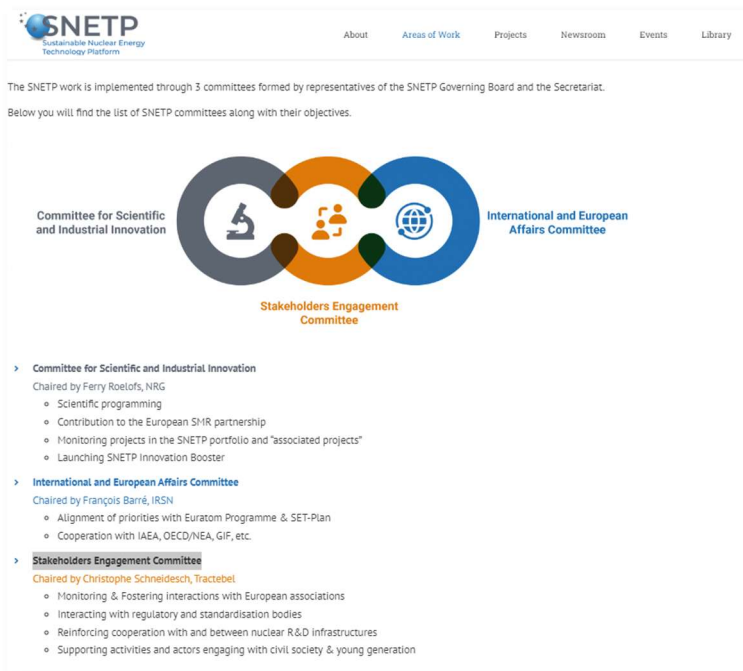 SNETP
Sustainable Nuclear Energy
Technology Platform
About
Areas of Work
Projects
Newsroom
Events
Library
The SNETP work is implemented through 3 committees formed by representatives of the SNETP Governing Board and the Secretariat.
Below you will find the list of SNETP committees along with their objectives.
Committee for Scientific
and Industrial Innovation
International and European
Affairs Committee
Stakeholders Engagement
Committee
Committee for Scientific and Industrial Innovation
Chaired by Ferry Roelofs, NRG
Scientific programming
Contribution to the European SMR partnership
Monitoring projects in the SNETP portfolio and “associated projects”
Launching SNETP Innovation Booster
International and European Affairs Committee
Chaired by François Barré, IRSN
Alignment of priorities with Euratom Programme & SET-Plan
Cooperation with IAEA, OECD/NEA, GIF, etc.
Stakeholders Engagement Committee
Chaired by Christophe Schneidesch, Tractebel
Monitoring & Fostering interactions with European associations
Interacting with regulatory and standardisation bodies
Reinforcing cooperation with and between nuclear R&D infrastructures
Supporting activities and actors engaging with civil society & young generation